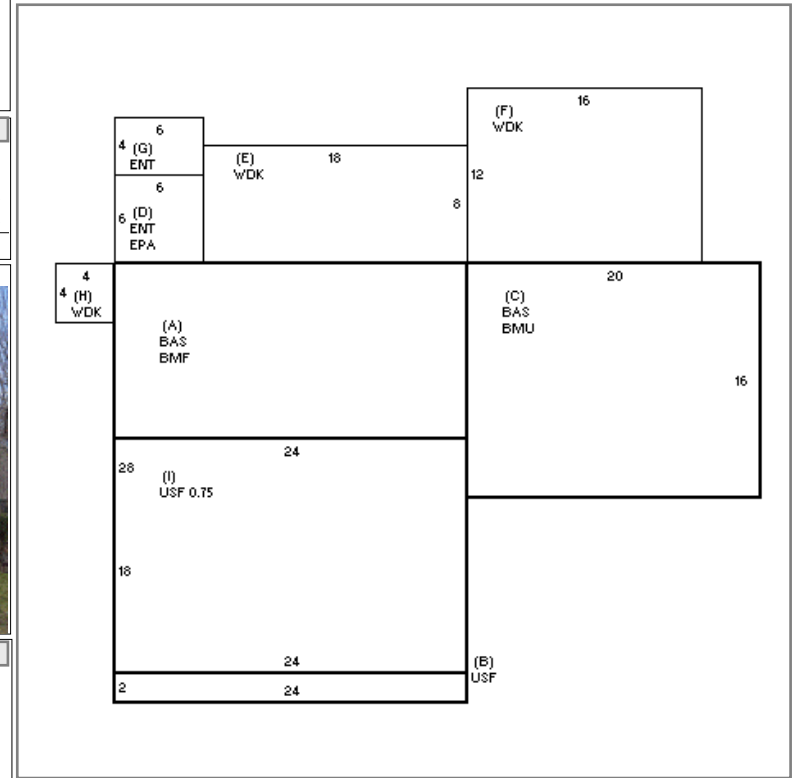 16
(F)
WDK
12
6
4 (G)
ENT
6
6 (D)
ENT
EPA
(E)
WDK
18
8
4
4 (H)
WDK
(A)
BAS
BMF
20
(C)
BAS
BMU
16
24
28
(I)
USF 0.75
18
24
(B)
USF
2
24